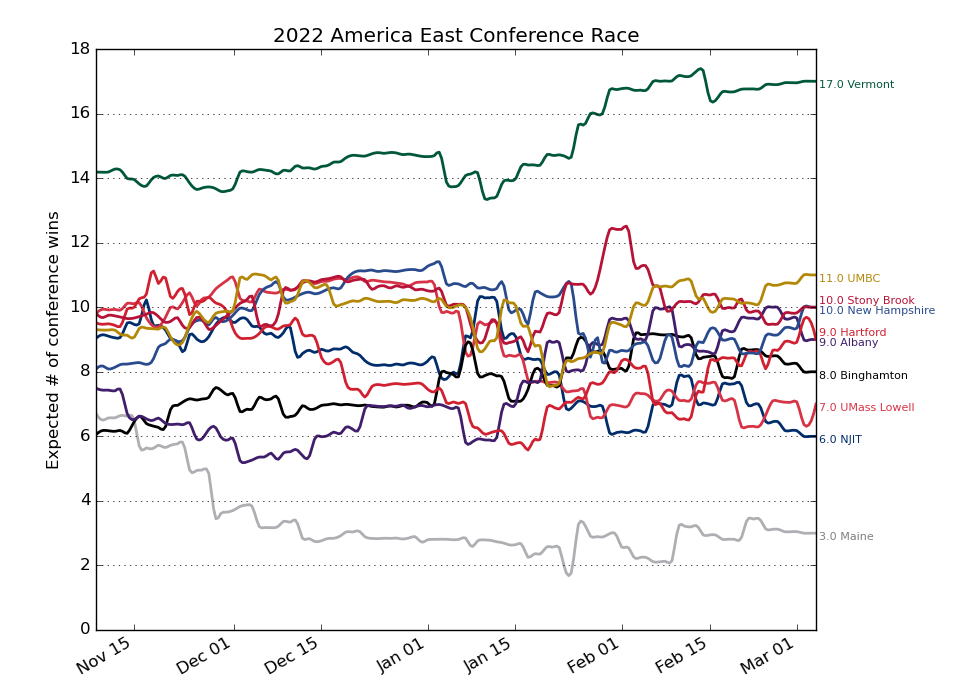 2022 America East Conference Race
Expected # of conference wins
18
16
14
12
10
8
6
4
2
0
17.0 Vermont
11.0 UMBC
10.0 Stony Brook
10.0 New Hampshire
9.0 Hartford
9.0 Albany
8.0 Binghamton
7.0 UMass Lowell
6.0 NJIT
3.0 Maine
Nov 15
Dec 01
Dec 15
Jan 01
Jan 15
Feb 01
Feb 15
Mar 01